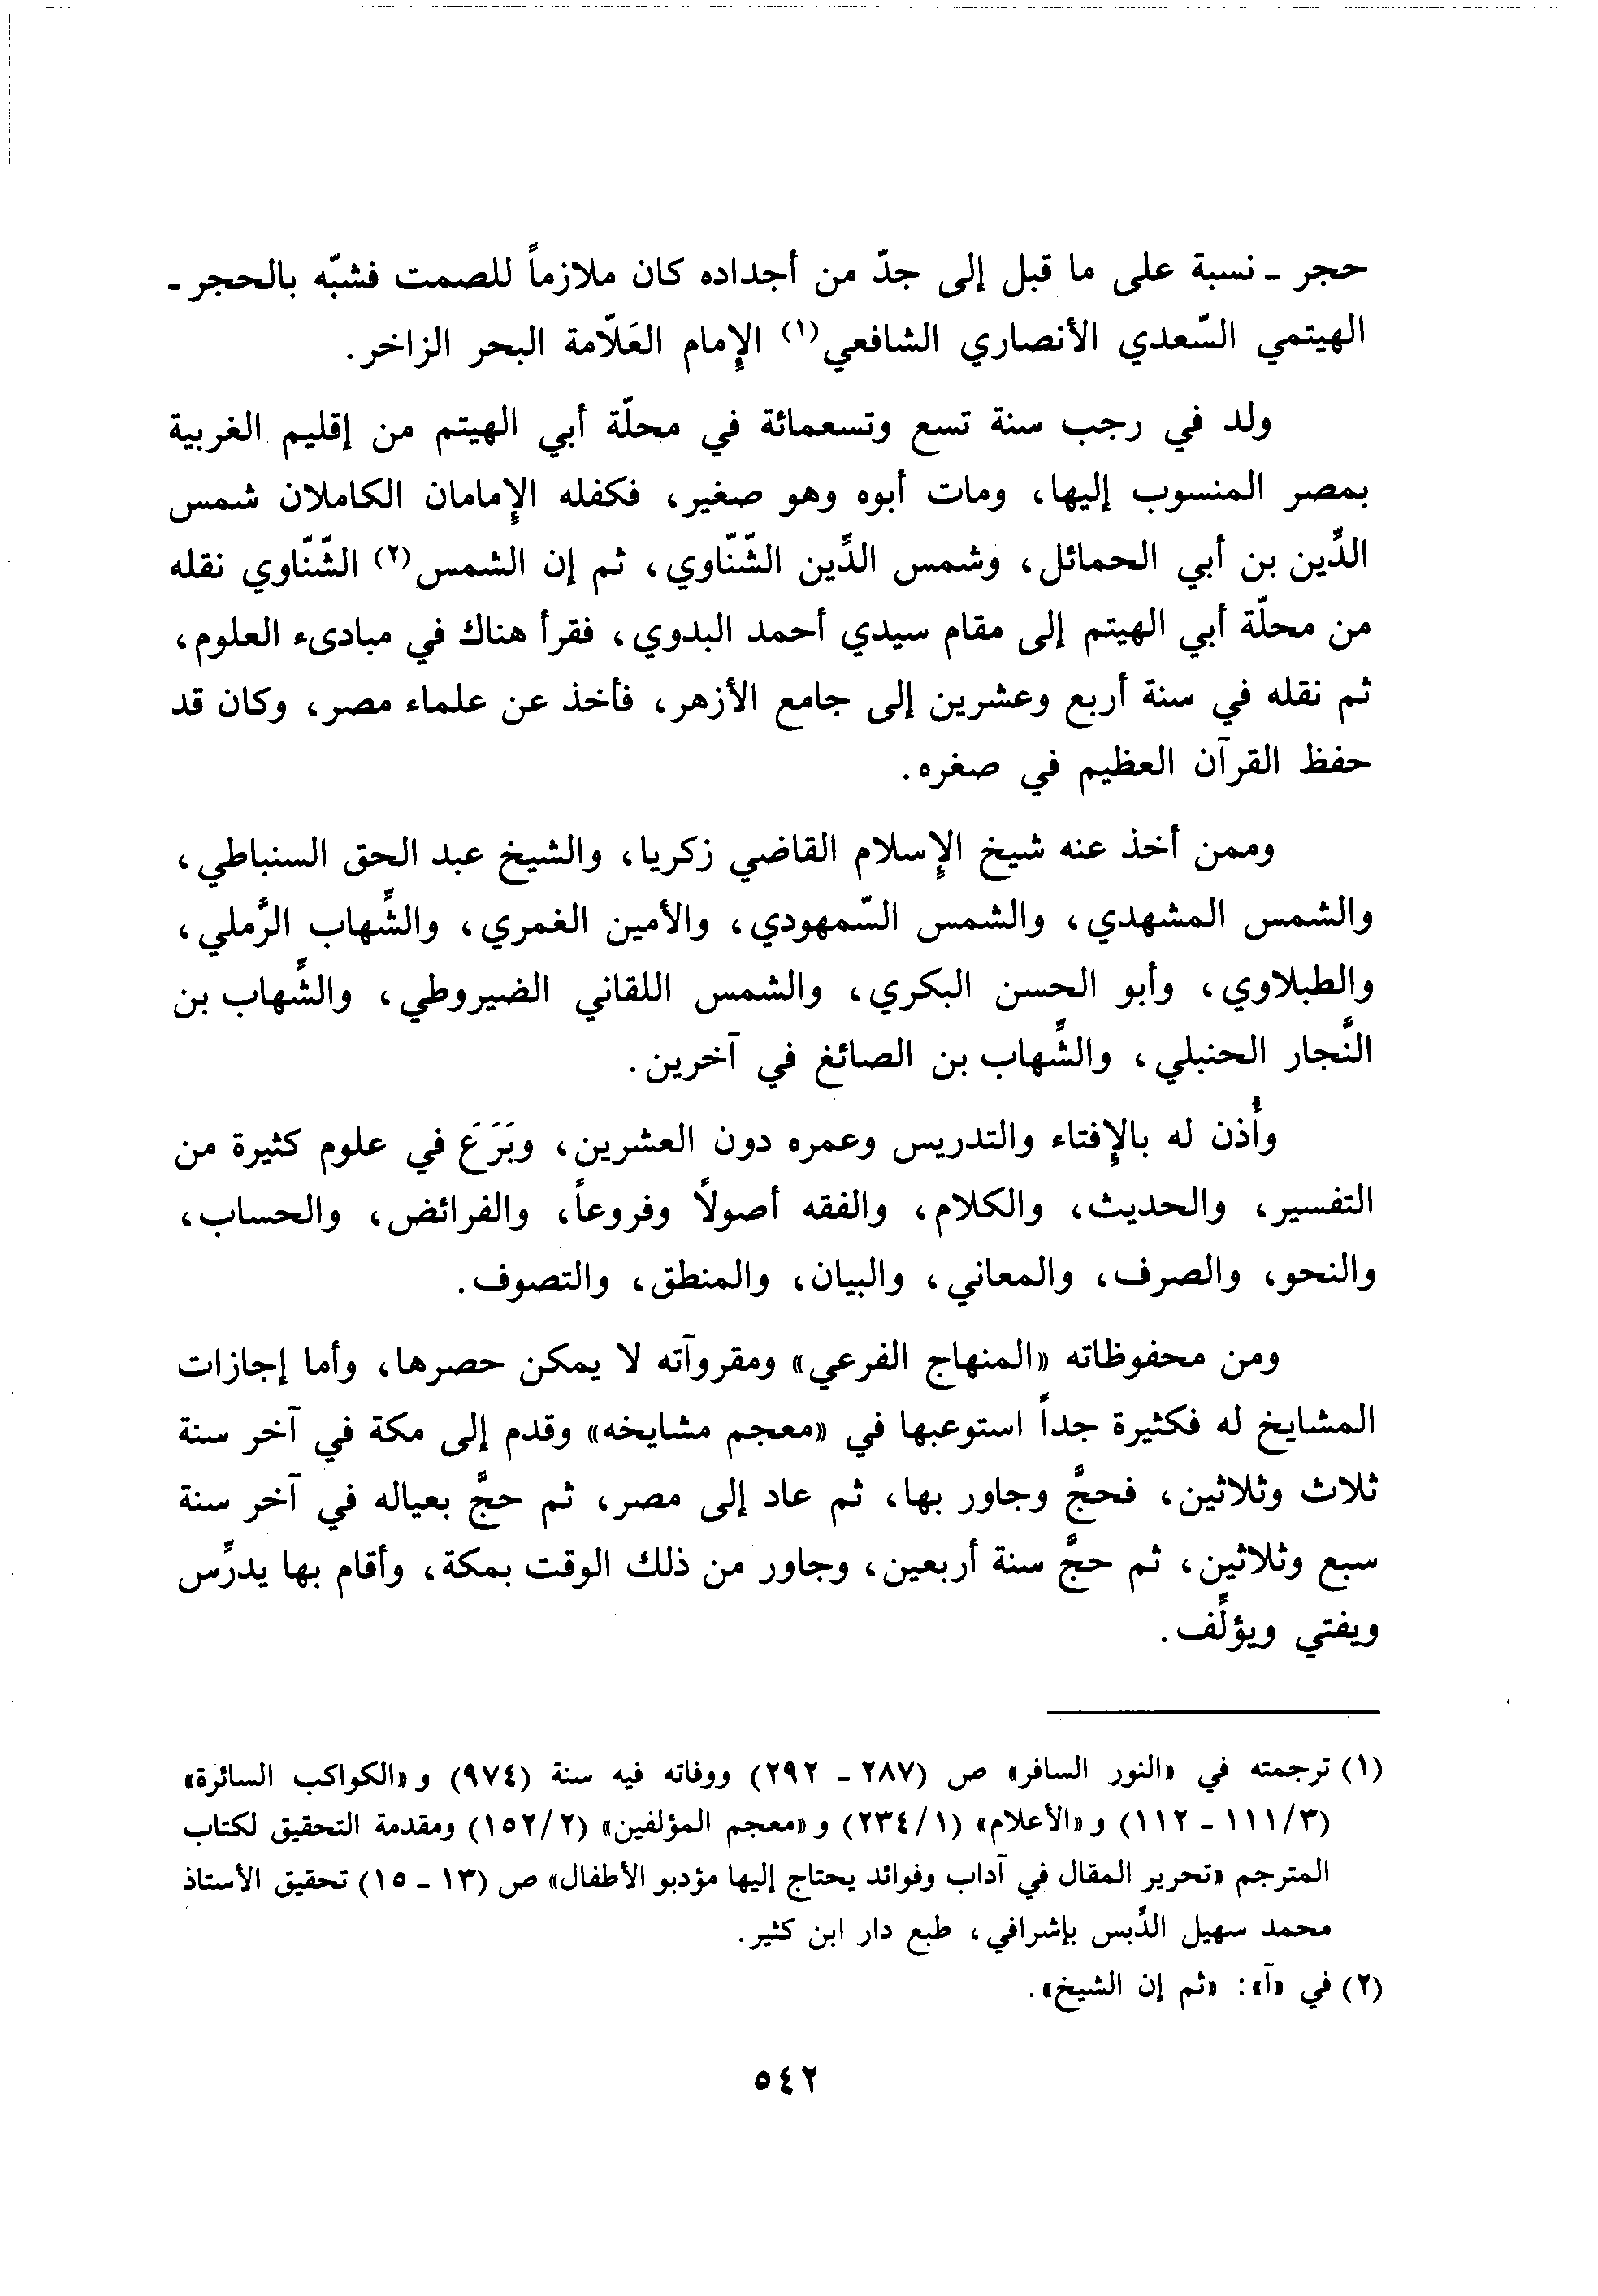 حجر ـ نسبة على ما قبل إلى جدّ من أجداده كان ملازماً للصمت فشبّه بالحجر ـ
الهيتمي السّعدي الأنصاري الشافعي(١) الإمام العَلّامة البحر الزاخر.
ولد في رجب سنة تسع وتسعمائة في محلّة أبي الهيتم من إقليم الغربية
بمصر المنسوب إليها، ومات أبوه وهو صغير، فكفله الإمامان الكاملان شمس
الدِّين بن أبي الحمائل، وشمس الدِّين الشّنّاوي، ثم إن الشمس(٢) الشّنّاوي نقله
من محلّة أبي الهيتم إلى مقام سيدي أحمد البدوي، فقرأ هناك في مبادىء العلوم،
ثم نقله في سنة أربع وعشرين إلى جامع الأزهر، فأخذ عن علماء مصر، وكان قد
حفظ القرآن العظيم في صغره.
وممن أخذ عنه شيخ الإسلام القاضي زكريا، والشيخ عبد الحق السنباطي،
والشمس المشهدي، والشمس السّمهودي، والأمين الغمري، والشِّهاب الرَّملي،
والطبلاوي، وأبو الحسن البكري، والشمس اللقاني الضيروطي، والشِّهاب بن
النَّجار الحنبلي، والشِّهاب بن الصائغ في آخرين.
وأُذن له بالإفتاء والتدريس وعمره دون العشرين، وبَرَعَ في علوم كثيرة من
التفسير، والحديث، والكلام، والفقه أصولاً وفروعاً، والفرائض، والحساب،
والنحو، والصرف، والمعاني، والبيان، والمنطق، والتصوف.
ومن محفوظاته «المنهاج الفرعي» ومقروآته لا يمكن حصرها، وأما إجازات
المشايخ له فكثيرة جداً استوعبها في «معجم مشايخه» وقدم إلى مكة في آخر سنة
ثلاث وثلاثين، فحجَّ وجاور بها، ثم عاد إلى مصر، ثم حجَّ بعياله في آخر سنة
سبع وثلاثين، ثم حجَّ سنة أربعين، وجاور من ذلك الوقت بمكة، وأقام بها يدرِّس
ويفتي ويؤلِّف.
(١) ترجمته في «النور السافر» ص (٢٨٧ ـ ٢٩٢) ووفاته فيه سنة (٩٧٤) و«الكواكب السائرة»
(٣/ ١١١ ـ ١١٢) و«الأعلام» (١/ ٢٣٤) و«معجم المؤلفين» (٢/ ١٥٢) ومقدمة التحقيق لكتاب
المترجم «تحرير المقال في آداب وفوائد يحتاج إليها مؤدبو الأطفال» ص (١٣ ـ ١٥) تحقيق الأستاذ
محمد سهيل الدَّبس بإشرافي، طبع دار ابن كثير.
(٢) في «آ»: «ثم إن الشيخ».
٥٤٢